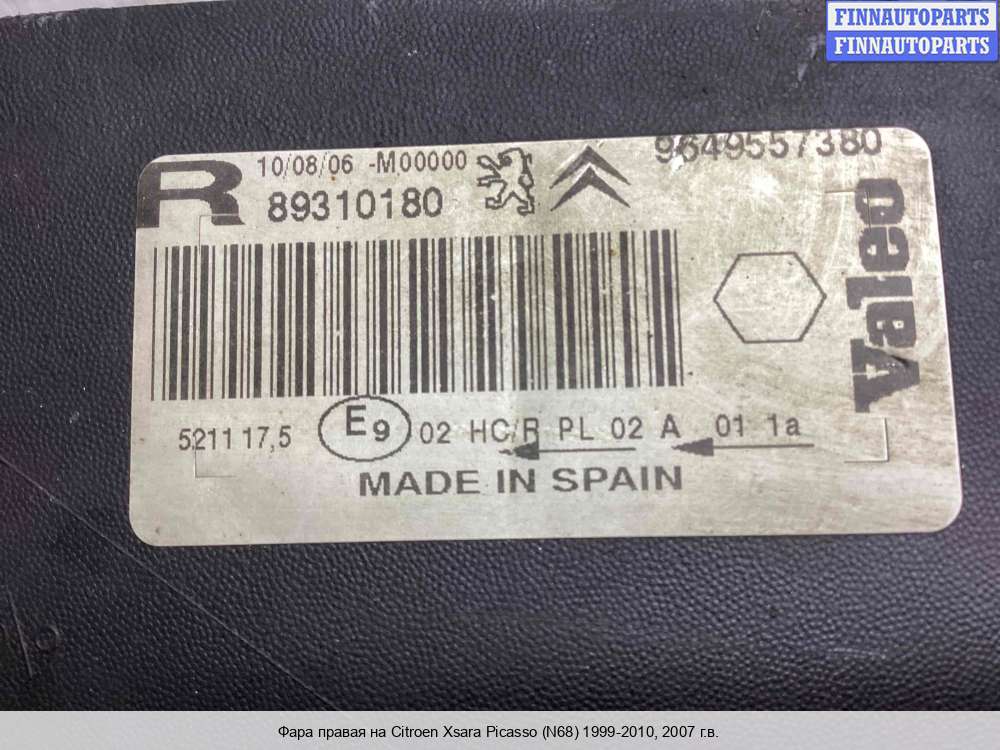 FINNAUTOPARTS
FINNAUTOPARTS
R
10/08/06 -M00000
89310180
9649557380
Valeo
5211 17,5
E9
02 HC/R PL 02 A 01 1a
MADE IN SPAIN
Фара правая на Citroen Xsara Picasso (N68) 1999-2010, 2007 г.в.